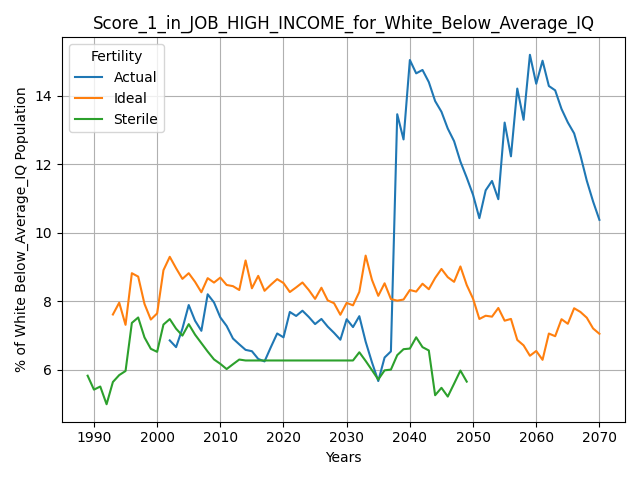 Score_1_in_JOB_HIGH_INCOME_for_White_Below_Average_IQ
Fertility
Actual
Ideal
Sterile
% of White Below_Average_IQ Population
14
12
10
8
6
1990 2000 2010 2020 2030 2040 2050 2060 2070
Years